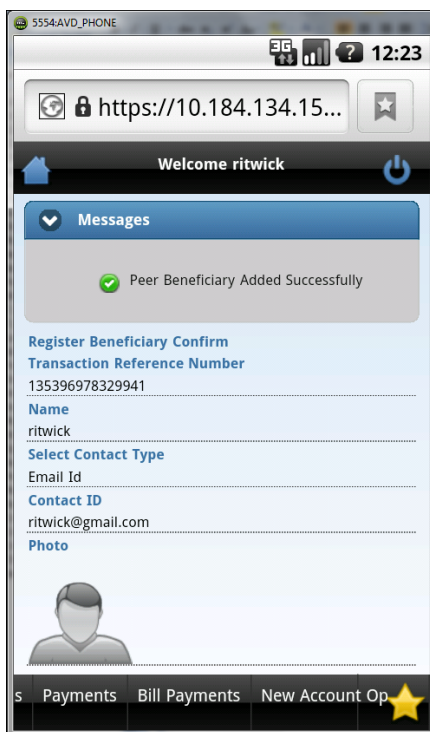 5554:AVD_PHONE
3G 12:23
https://10.184.134.15...
Welcome ritwick
Messages
Peer Beneficiary Added Successfully
Register Beneficiary Confirm
Transaction Reference Number
135396978329941
Name
ritwick
Select Contact Type
Email Id
Contact ID
ritwick@gmail.com
Photo
s Payments Bill Payments New Account Op